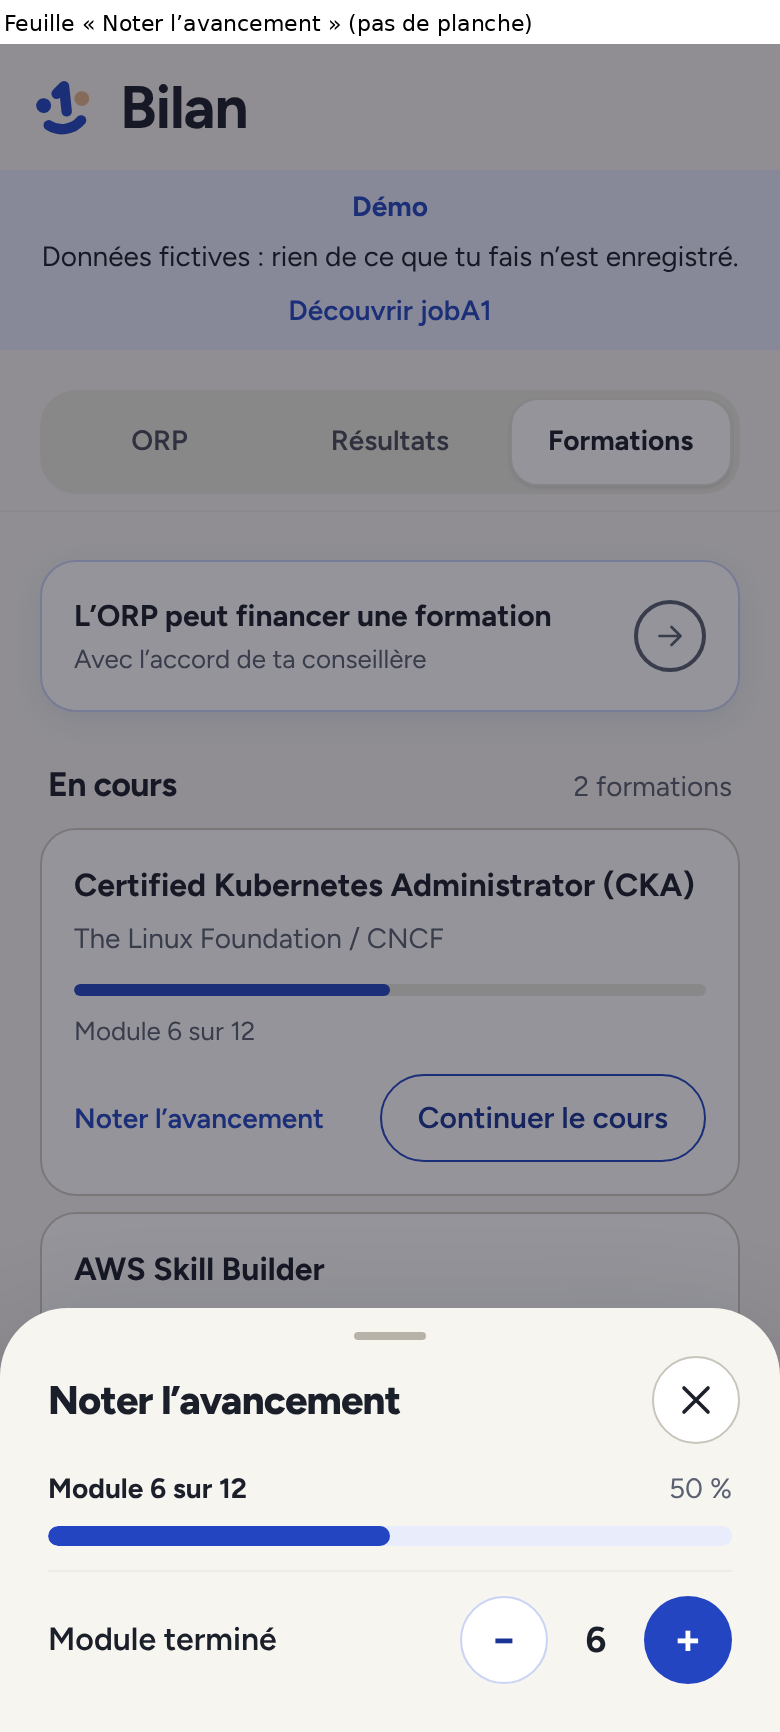 Feuille « Noter l’avancement » (pas de planche)
Bilan
Démo
Données fictives : rien de ce que tu fais n’est enregistré.
Découvrir jobA1
ORP
Résultats
Formations
L’ORP peut financer une formation
Avec l’accord de ta conseillère
En cours
2 formations
Certified Kubernetes Administrator (CKA)
The Linux Foundation / CNCF
Module 6 sur 12
Noter l’avancement
Continuer le cours
AWS Skill Builder
Noter l’avancement
Module 6 sur 12
50 %
Module terminé
-
6
+